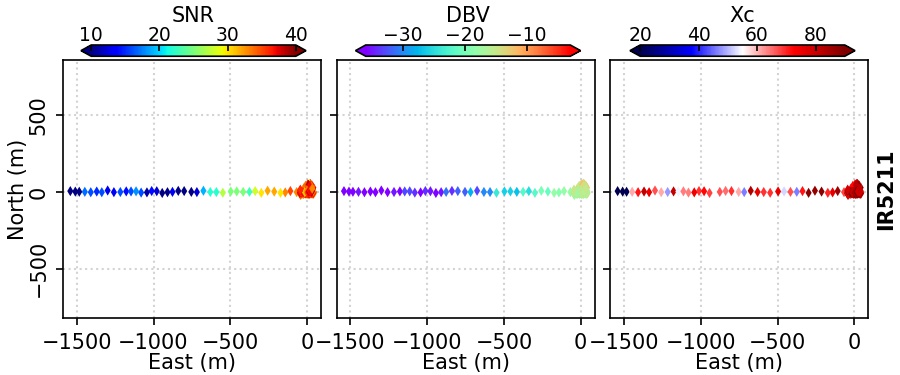 SNR DBV Xc
10 20 30 40 −30 −20 −10 20 40 60 80
North (m)
500
0
−500
−1500 −1000 −500 0 −1500 −1000 −500 0 −1500 −1000 −500 0
East (m) East (m) East (m)
IR5211